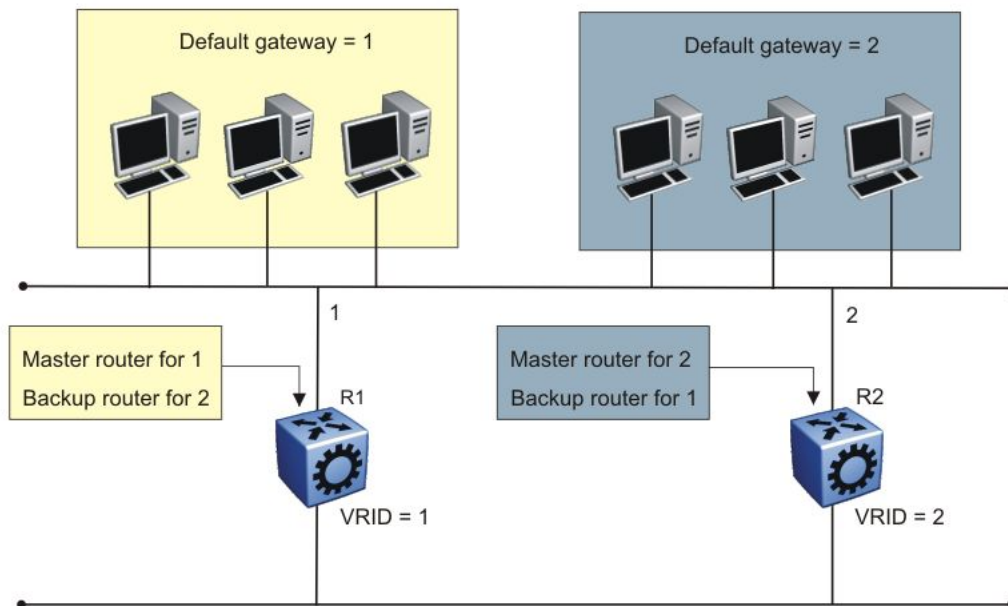 Default gateway = 1
Default gateway = 2
1
2
Master router for 1
Backup router for 2
Master router for 2
Backup router for 1
R1
R2
VRID = 1
VRID = 2